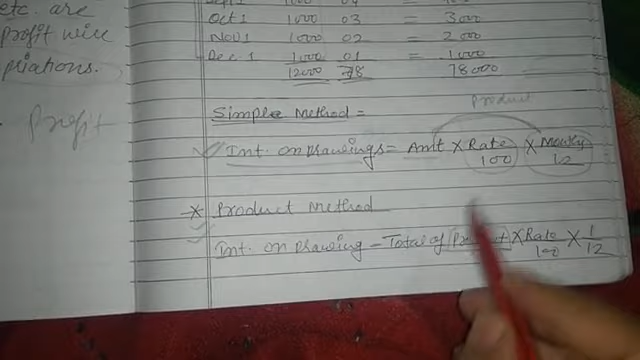 etc. are
profit will
priations.
Profit
Oct 1 1000 03 = 3000
Nov 1 1000 02 = 2000
Dec 1 1000 01 = 1000
12000 78 78000
Product
Simple Method =
Int. on Drawings = Amt × Rate/100 × Months/12
* Product Method
Int. on Drawing = Total of Product × Rate/100 × 1/12